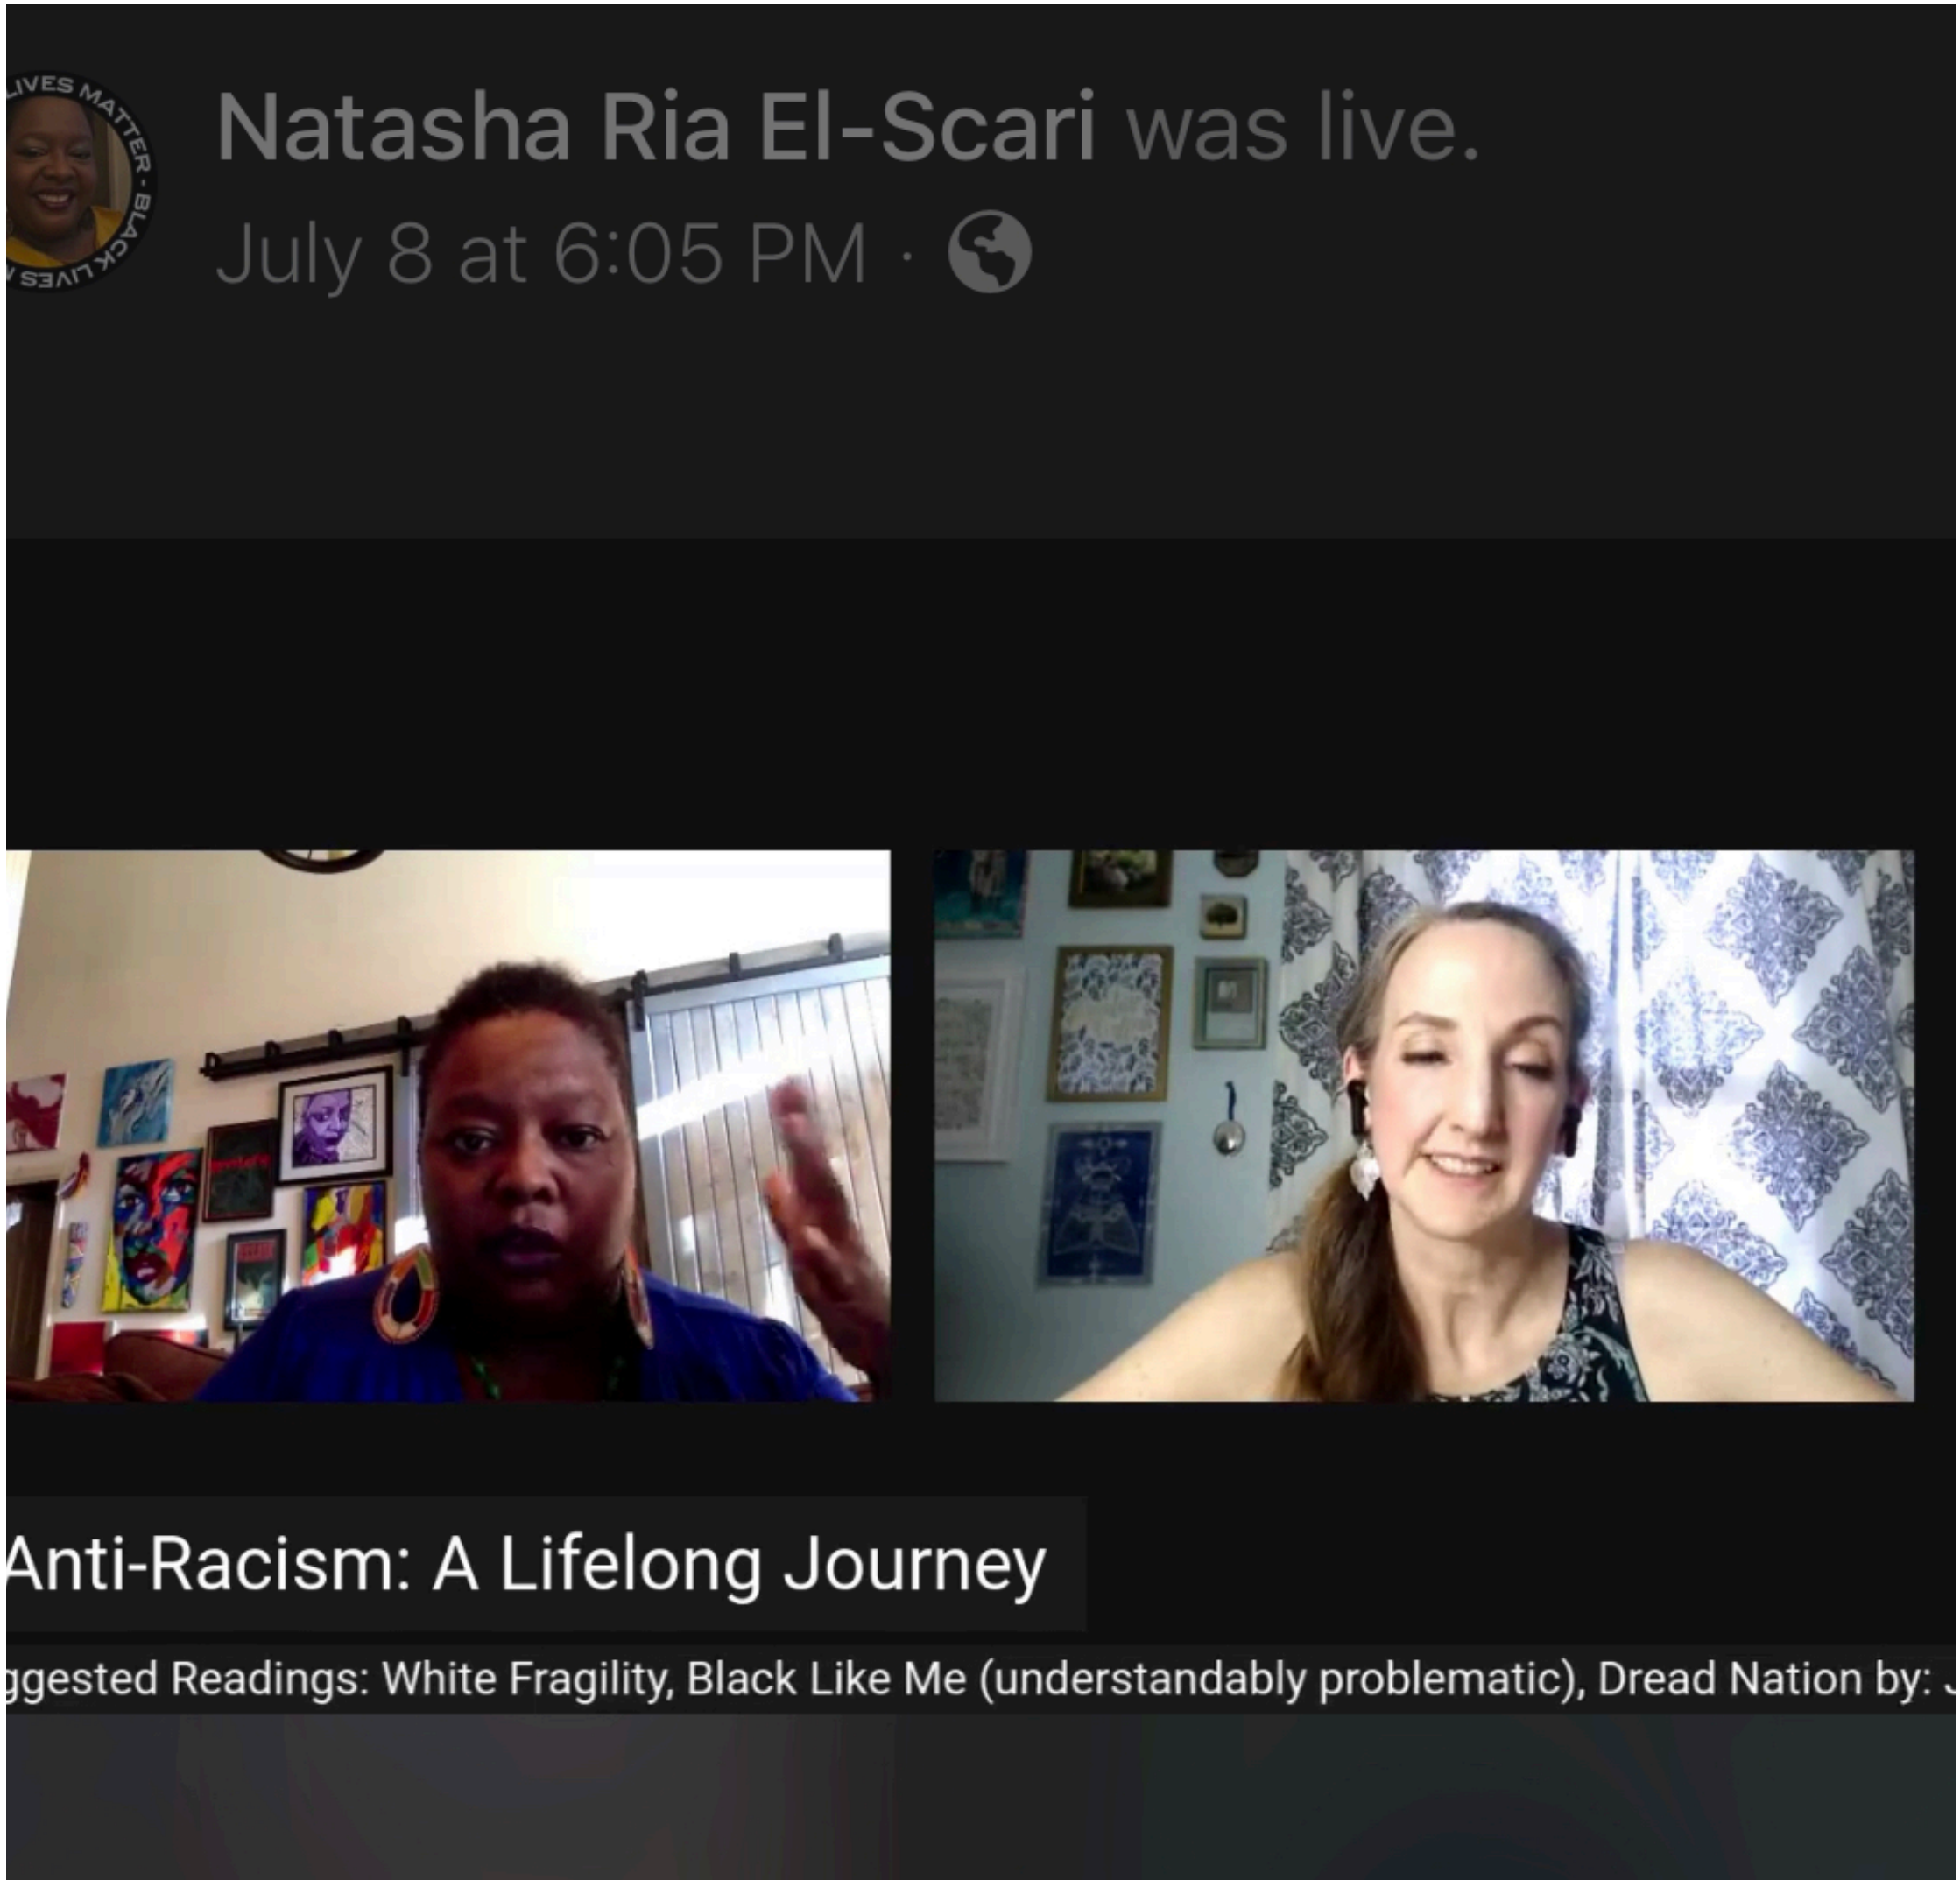 LIVES MATTER - BLACK LIVES
Natasha Ria El-Scari was live.
July 8 at 6:05 PM ·
Anti-Racism: A Lifelong Journey
ggested Readings: White Fragility, Black Like Me (understandably problematic), Dread Nation by: